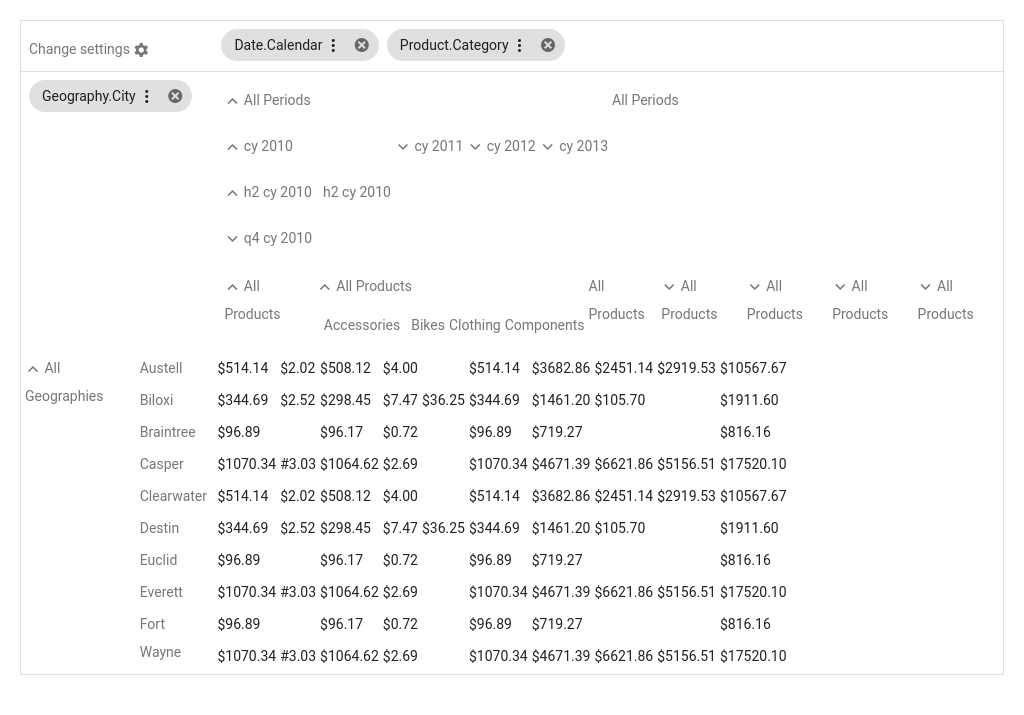 Change settings Date.Calendar Product.Category
Geography.City All Periods All Periods
cy 2010 cy 2011 cy 2012 cy 2013
h2 cy 2010 h2 cy 2010
q4 cy 2010
All All Products All All All All All
Products Products Products Products Products Products
Accessories Bikes Clothing Components
All Austell $514.14 $2.02 $508.12 $4.00 $514.14 $3682.86 $2451.14 $2919.53 $10567.67
Geographies
Biloxi $344.69 $2.52 $298.45 $7.47 $36.25 $344.69 $1461.20 $105.70 $1911.60
Braintree $96.89 $96.17 $0.72 $96.89 $719.27 $816.16
Casper $1070.34 #3.03 $1064.62 $2.69 $1070.34 $4671.39 $6621.86 $5156.51 $17520.10
Clearwater $514.14 $2.02 $508.12 $4.00 $514.14 $3682.86 $2451.14 $2919.53 $10567.67
Destin $344.69 $2.52 $298.45 $7.47 $36.25 $344.69 $1461.20 $105.70 $1911.60
Euclid $96.89 $96.17 $0.72 $96.89 $719.27 $816.16
Everett $1070.34 #3.03 $1064.62 $2.69 $1070.34 $4671.39 $6621.86 $5156.51 $17520.10
Fort $96.89 $96.17 $0.72 $96.89 $719.27 $816.16
Wayne $1070.34 #3.03 $1064.62 $2.69 $1070.34 $4671.39 $6621.86 $5156.51 $17520.10